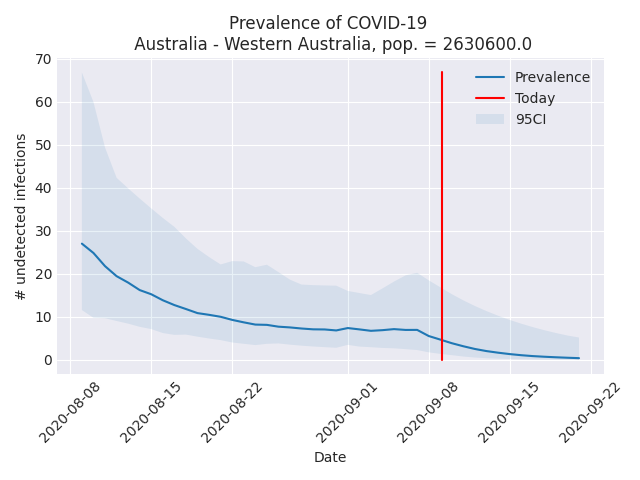 Prevalence of COVID-19
Australia - Western Australia, pop. = 2630600.0
70
60
50
40
30
20
10
0
# undetected infections
Prevalence
Today
95CI
2020-08-08
2020-08-15
2020-08-22
2020-09-01
2020-09-08
2020-09-15
2020-09-22
Date